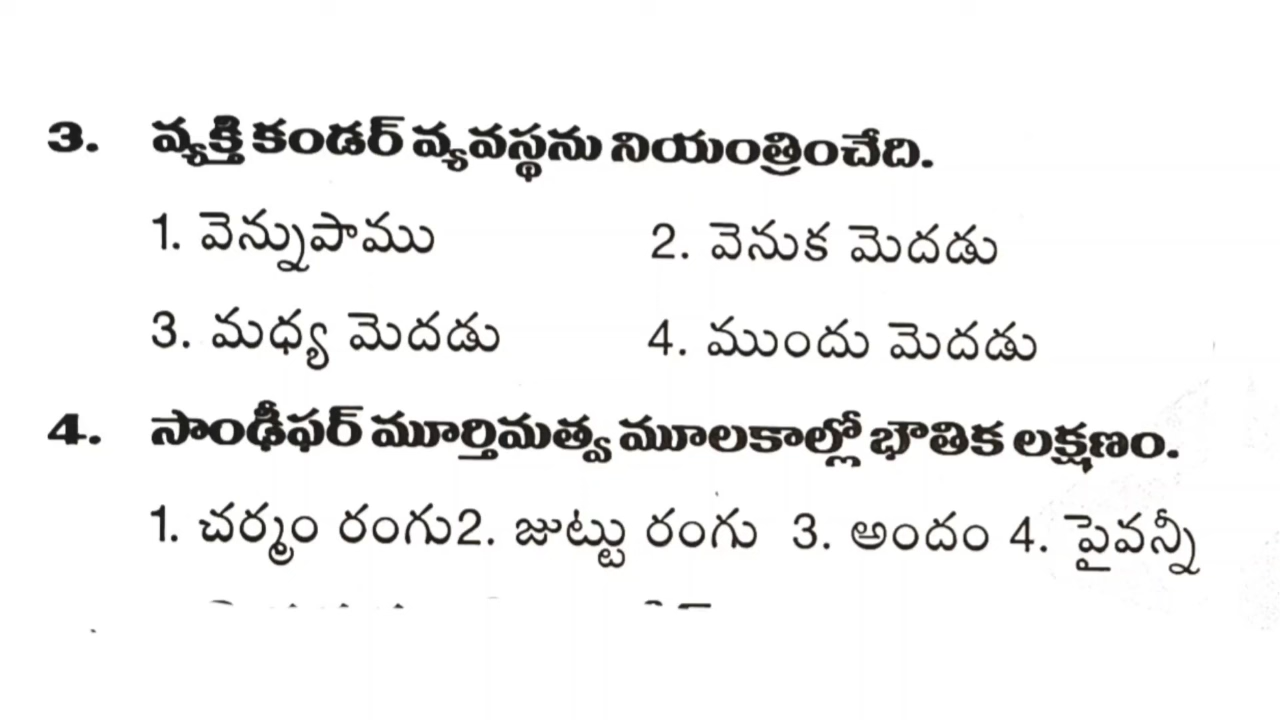 3. వ్యక్తి కండర్ వ్యవస్థను నియంత్రించేది.
1. వెన్నుపాము 2. వెనుక మెదడు
3. మధ్య మెదడు 4. ముందు మెదడు
4. సాండీఫర్ మూర్తిమత్వ మూలకాల్లో భౌతిక లక్షణం.
1. చర్మం రంగు2. జుట్టు రంగు 3. అందం 4. పైవన్నీ